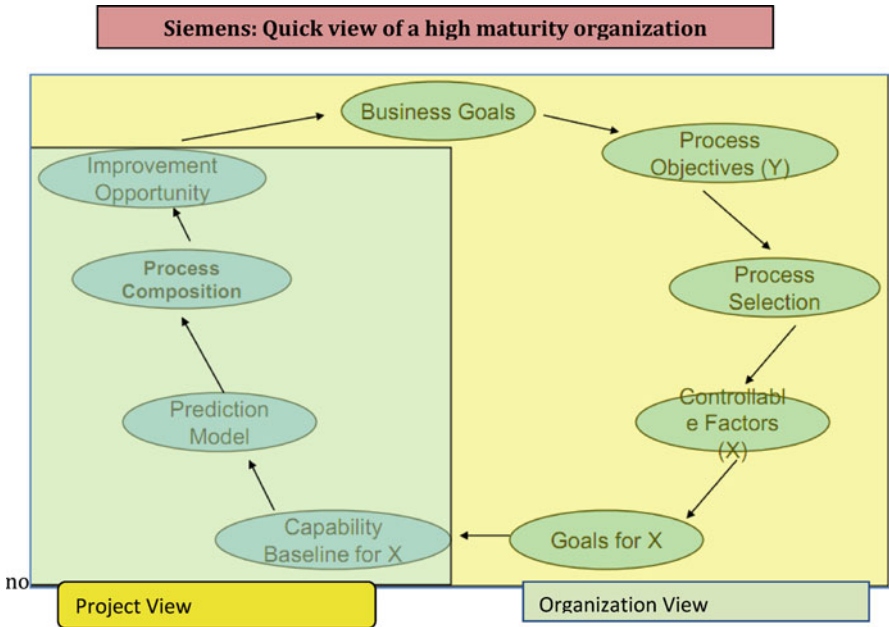 Siemens: Quick view of a high maturity organization
Business Goals
Process
Objectives (Y)
Improvement
Opportunity
Process
Composition
Process
Selection
Prediction
Model
Controllabl
e Factors
(X)
Capability
Baseline for X
Goals for X
no
Project View
Organization View